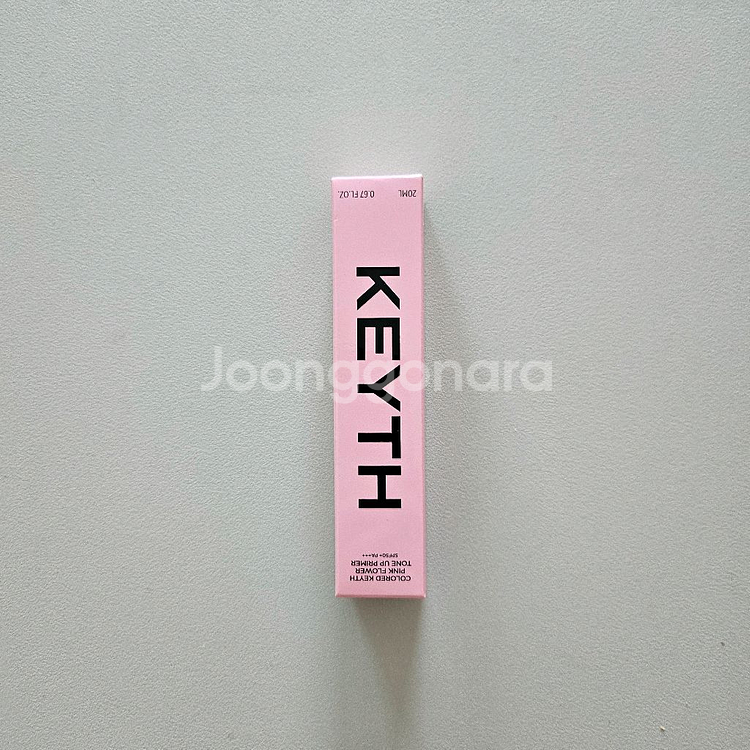 COLORED KEYTH
PINK FLOWER
TONE UP PRIMER
SPF50+ PA+++
KEYTH
20ML 0.67 FL.OZ.
Joonggonara